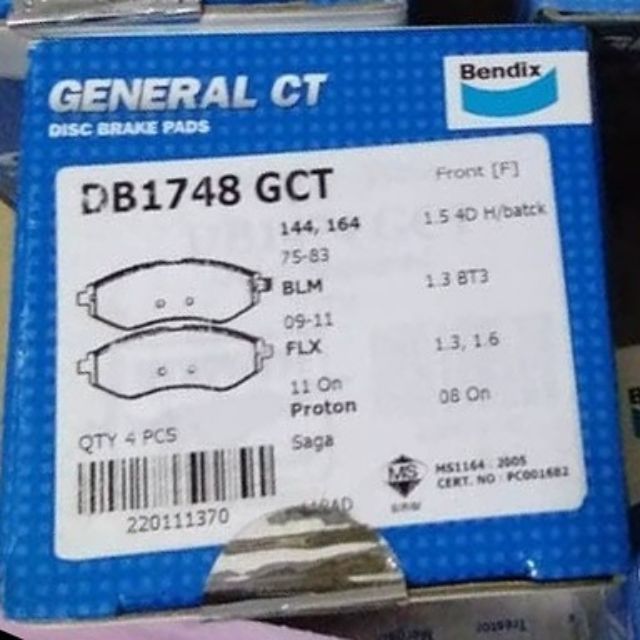 GENERAL CT
DISC BRAKE PADS
Bendix
DB1748 GCT
Front [F]
144, 164
1.5 4D H/batck
75-83
BLM
1.3 BT3
09-11
FLX
1.3, 1.6
11 On
08 On
Proton
Saga
QTY 4 PCS
220111370
MS
SIRIM
MS1164 : 2005
CERT. NO : PC001682